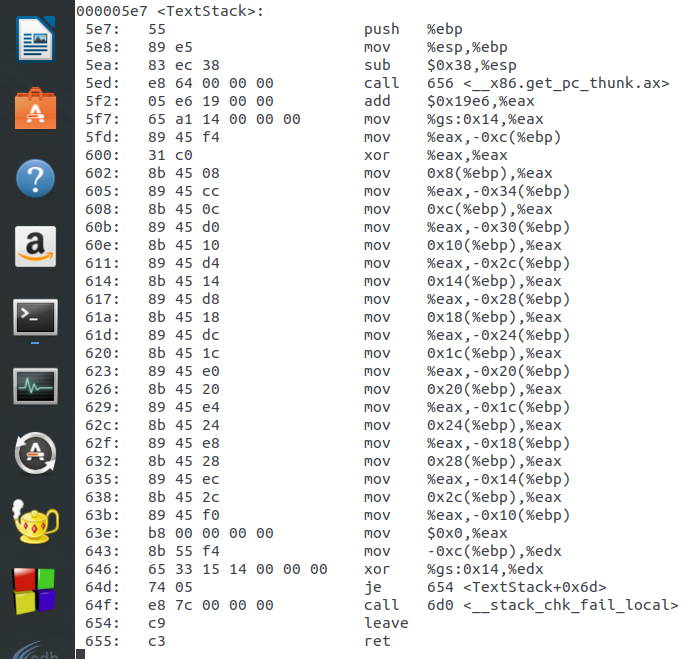 000005e7 <TextStack>:
5e7: 55 push %ebp
5e8: 89 e5 mov %esp,%ebp
5ea: 83 ec 38 sub $0x38,%esp
5ed: e8 64 00 00 00 call 656 <__x86.get_pc_thunk.ax>
5f2: 05 e6 19 00 00 add $0x19e6,%eax
5f7: 65 a1 14 00 00 00 mov %gs:0x14,%eax
5fd: 89 45 f4 mov %eax,-0xc(%ebp)
600: 31 c0 xor %eax,%eax
602: 8b 45 08 mov 0x8(%ebp),%eax
605: 89 45 cc mov %eax,-0x34(%ebp)
608: 8b 45 0c mov 0xc(%ebp),%eax
60b: 89 45 d0 mov %eax,-0x30(%ebp)
60e: 8b 45 10 mov 0x10(%ebp),%eax
611: 89 45 d4 mov %eax,-0x2c(%ebp)
614: 8b 45 14 mov 0x14(%ebp),%eax
617: 89 45 d8 mov %eax,-0x28(%ebp)
61a: 8b 45 18 mov 0x18(%ebp),%eax
61d: 89 45 dc mov %eax,-0x24(%ebp)
620: 8b 45 1c mov 0x1c(%ebp),%eax
623: 89 45 e0 mov %eax,-0x20(%ebp)
626: 8b 45 20 mov 0x20(%ebp),%eax
629: 89 45 e4 mov %eax,-0x1c(%ebp)
62c: 8b 45 24 mov 0x24(%ebp),%eax
62f: 89 45 e8 mov %eax,-0x18(%ebp)
632: 8b 45 28 mov 0x28(%ebp),%eax
635: 89 45 ec mov %eax,-0x14(%ebp)
638: 8b 45 2c mov 0x2c(%ebp),%eax
63b: 89 45 f0 mov %eax,-0x10(%ebp)
63e: b8 00 00 00 00 mov $0x0,%eax
643: 8b 55 f4 mov -0xc(%ebp),%edx
646: 65 33 15 14 00 00 00 xor %gs:0x14,%edx
64d: 74 05 je 654 <TextStack+0x6d>
64f: e8 7c 00 00 00 call 6d0 <__stack_chk_fail_local>
654: c9 leave
655: c3 ret